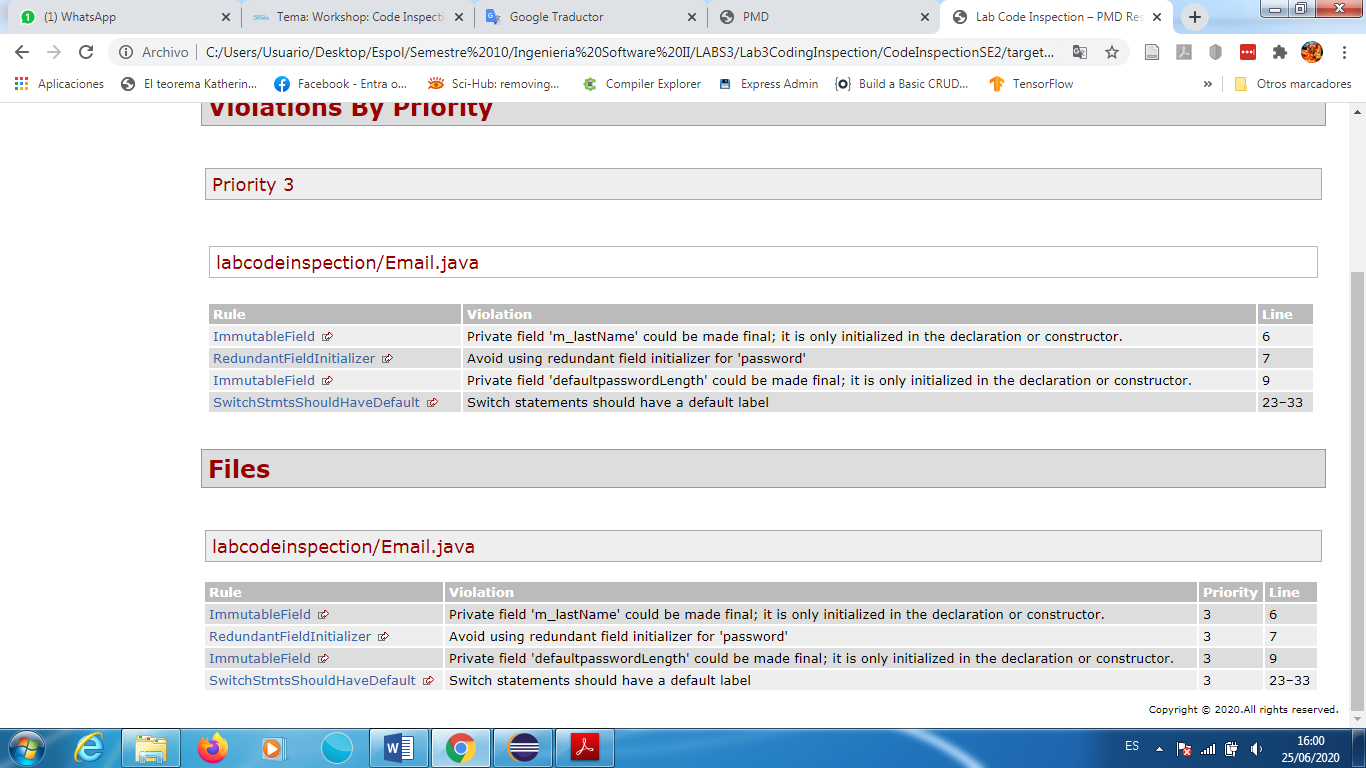 (1) WhatsApp
Tema: Workshop: Code Inspecti
Google Traductor
PMD
Lab Code Inspection – PMD Res
Archivo | C:/Users/Usuario/Desktop/Espol/Semestre%2010/Ingenieria%20Software%20II/LABS3/Lab3CodingInspection/CodeInspectionSE2/target...
Aplicaciones
El teorema Katherin...
Facebook - Entra o...
Sci-Hub: removing...
Compiler Explorer
Express Admin
Build a Basic CRUD...
TensorFlow
»
Otros marcadores
Violations By Priority
Priority 3
labcodeinspection/Email.java
Rule Violation Line
ImmutableField Private field 'm_lastName' could be made final; it is only initialized in the declaration or constructor. 6
RedundantFieldInitializer Avoid using redundant field initializer for 'password' 7
ImmutableField Private field 'defaultpasswordLength' could be made final; it is only initialized in the declaration or constructor. 9
SwitchStmtsShouldHaveDefault Switch statements should have a default label 23–33
Files
labcodeinspection/Email.java
Rule Violation Priority Line
ImmutableField Private field 'm_lastName' could be made final; it is only initialized in the declaration or constructor. 3 6
RedundantFieldInitializer Avoid using redundant field initializer for 'password' 3 7
ImmutableField Private field 'defaultpasswordLength' could be made final; it is only initialized in the declaration or constructor. 3 9
SwitchStmtsShouldHaveDefault Switch statements should have a default label 3 23–33
Copyright © 2020.All rights reserved.
ES
16:00
25/06/2020